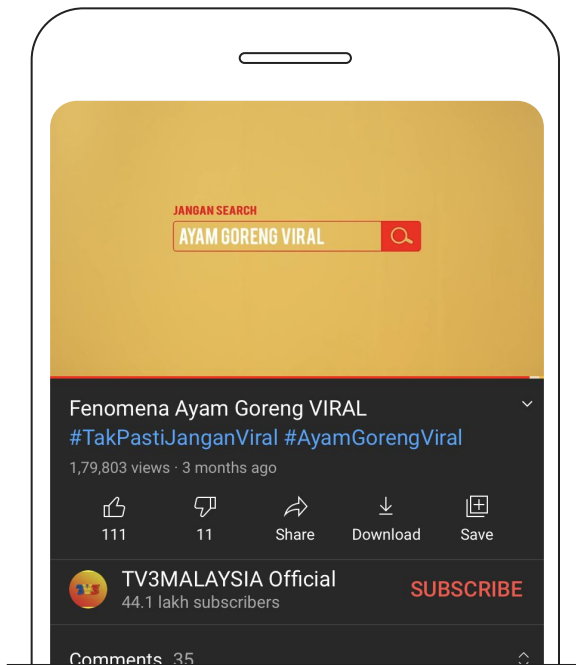 JANGAN SEARCH
AYAM GORENG VIRAL
Fenomena Ayam Goreng VIRAL
#TakPastiJanganViral #AyamGorengViral
1,79,803 views · 3 months ago
111 11 Share Download Save
TV3MALAYSIA Official
44.1 lakh subscribers
SUBSCRIBE
Comments 35